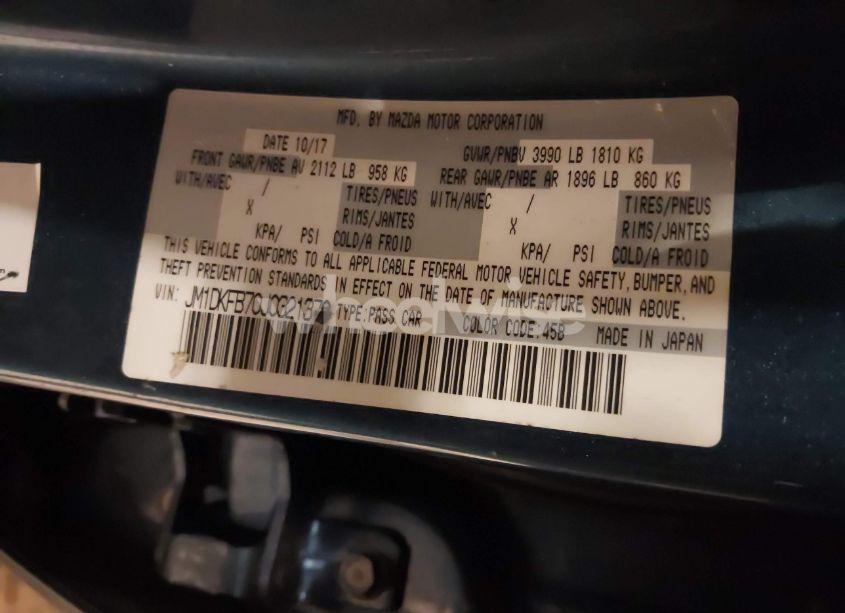 MFD. BY MAZDA MOTOR CORPORATION
DATE 10/17 GVWR/PNBV 3990 LB 1810 KG
FRONT GAWR/PNBE AV 2112 LB 958 KG REAR GAWR/PNBE AR 1896 LB 860 KG
WITH/AVEC / TIRES/PNEUS WITH/AVEC / TIRES/PNEUS
X RIMS/JANTES X RIMS/JANTES
KPA/ PSI COLD/A FROID KPA/ PSI COLD/A FROID
THIS VEHICLE CONFORMS TO ALL APPLICABLE FEDERAL MOTOR VEHICLE SAFETY, BUMPER, AND
THEFT PREVENTION STANDARDS IN EFFECT ON THE DATE OF MANUFACTURE SHOWN ABOVE.
VIN: TYPE:PASS CAR COLOR CODE:45B MADE IN JAPAN
wheelwise